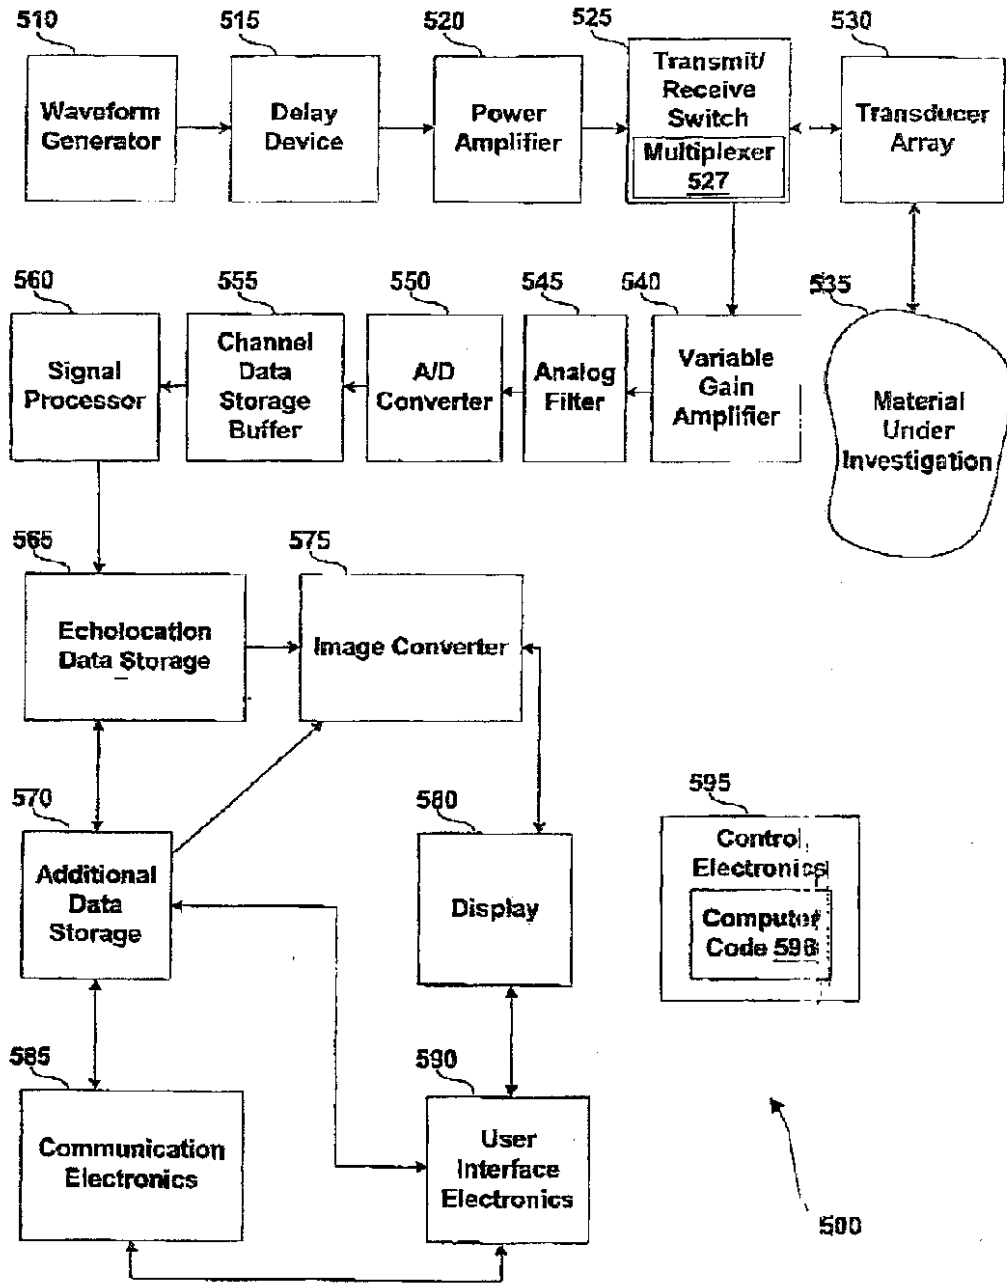 510
515
520
525
530
Waveform
Generator
Delay
Device
Power
Amplifier
Transmit/
Receive
Switch
Multiplexer
527
Transducer
Array
560
555
550
545
540
535
Signal
Processor
Channel
Data
Storage
Buffer
A/D
Converter
Analog
Filter
Variable
Gain
Amplifier
Material
Under
Investigation
565
575
Echolocation
Data Storage
Image Converter
570
580
595
Additional
Data
Storage
Display
Control
Electronics
Computer
Code 596
585
590
Communication
Electronics
User
Interface
Electronics
500